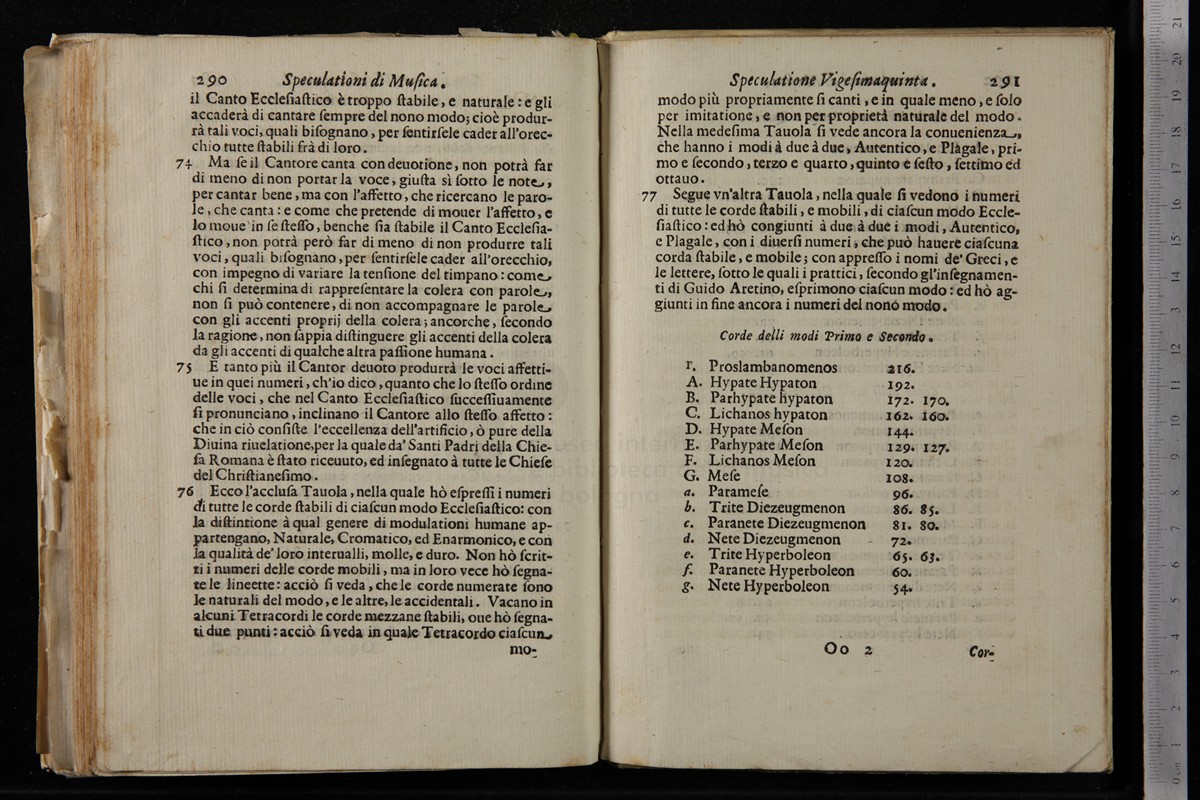 290 Speculationi di Muſica.
il Canto Eccleſiaſtico è troppo ſtabile, e naturale: e gli
accaderà di cantare ſempre del nono modo; cioè produr-
rà tali voci, quali biſognano, per ſentirſele cader all'orec-
chio tutte ſtabili frà di loro.
74 Ma ſe il Cantore canta con deuotione, non potrà far
di meno di non portar la voce, giuſta sì ſotto le note,
per cantar bene, ma con l'affetto, che ricercano le paro-
le, che canta: e come che pretende di mouer l'affetto, e
lo moue in ſe ſteſſo, benche ſia ſtabile il Canto Eccleſia-
ſtico, non potrà però far di meno di non produrre tali
voci, quali biſognano, per ſentirſele cader all'orecchio,
con impegno di variare la tenſione del timpano: come
chi ſi determina di rappreſentare la colera con parole,
non ſi può contenere, di non accompagnare le parole
con gli accenti proprij della colera; ancorche, ſecondo
la ragione, non ſappia diſtinguere gli accenti della colera
da gli accenti di qualche altra paſſione humana.
75 E tanto più il Cantor deuoto produrrà le voci affetti-
ue in quei numeri, ch'io dico, quanto che lo ſteſſo ordine
delle voci, che nel Canto Eccleſiaſtico ſucceſſiuamente
ſi pronunciano, inclinano il Cantore allo ſteſſo affetto:
che in ciò conſiſte l'eccellenza dell'artificio, ò pure della
Diuina riuelatione, per la quale da' Santi Padri della Chie-
ſa Romana è ſtato riceuuto, ed inſegnato à tutte le Chieſe
del Chriſtianeſimo.
76 Ecco l'accluſa Tauola, nella quale hò eſpreſſi i numeri
di tutte le corde ſtabili di ciaſcun modo Eccleſiaſtico: con
la diſtintione à qual genere di modulationi humane ap-
partengano, Naturale, Cromatico, ed Enarmonico, e con
la qualità de' loro interualli, molle, e duro. Non hò ſcrit-
ti i numeri delle corde mobili, ma in loro vece hò ſegna-
te le lineette: acciò ſi veda, che le corde numerate ſono
le naturali del modo, e le altre, le accidentali. Vacano in
alcuni Tetracordi le corde mezzane ſtabili, oue hò ſegna-
ti due punti: acciò ſi veda in quale Tetracordo ciaſcun
mo-
Speculatione Vigeſimaquinta. 291
modo più propriamente ſi canti, e in quale meno, e ſolo
per imitatione, e non per proprietà naturale del modo.
Nella medeſima Tauola ſi vede ancora la conuenienza,
che hanno i modi à due à due, Autentico, e Plagale, pri-
mo e ſecondo, terzo e quarto, quinto e ſeſto, ſettimo ed
ottauo.
77 Segue vn'altra Tauola, nella quale ſi vedono i numeri
di tutte le corde ſtabili, e mobili, di ciaſcun modo Eccle-
ſiaſtico: ed hò congiunti à due à due i modi, Autentico,
e Plagale, con i diuerſi numeri, che può hauere ciaſcuna
corda ſtabile, e mobile; con appreſſo i nomi de' Greci, e
le lettere, ſotto le quali i prattici, ſecondo gl'inſegnamen-
ti di Guido Aretino, eſprimono ciaſcun modo: ed hò ag-
giunti in fine ancora i numeri del nono modo.
Corde delli modi Primo e Secondo.
r. Proslambanomenos 216.
A. Hypate Hypaton 192.
B. Parhypate hypaton 172. 170.
C. Lichanos hypaton 162. 160.
D. Hypate Meſon 144.
E. Parhypate Meſon 129. 127.
F. Lichanos Meſon 120.
G. Meſe 108.
a. Parameſe 96.
b. Trite Diezeugmenon 86. 85.
c. Paranete Diezeugmenon 81. 80.
d. Nete Diezeugmenon 72.
e. Trite Hyperboleon 65. 63.
f. Paranete Hyperboleon 60.
g. Nete Hyperboleon 54.
Oo 2 Cor-